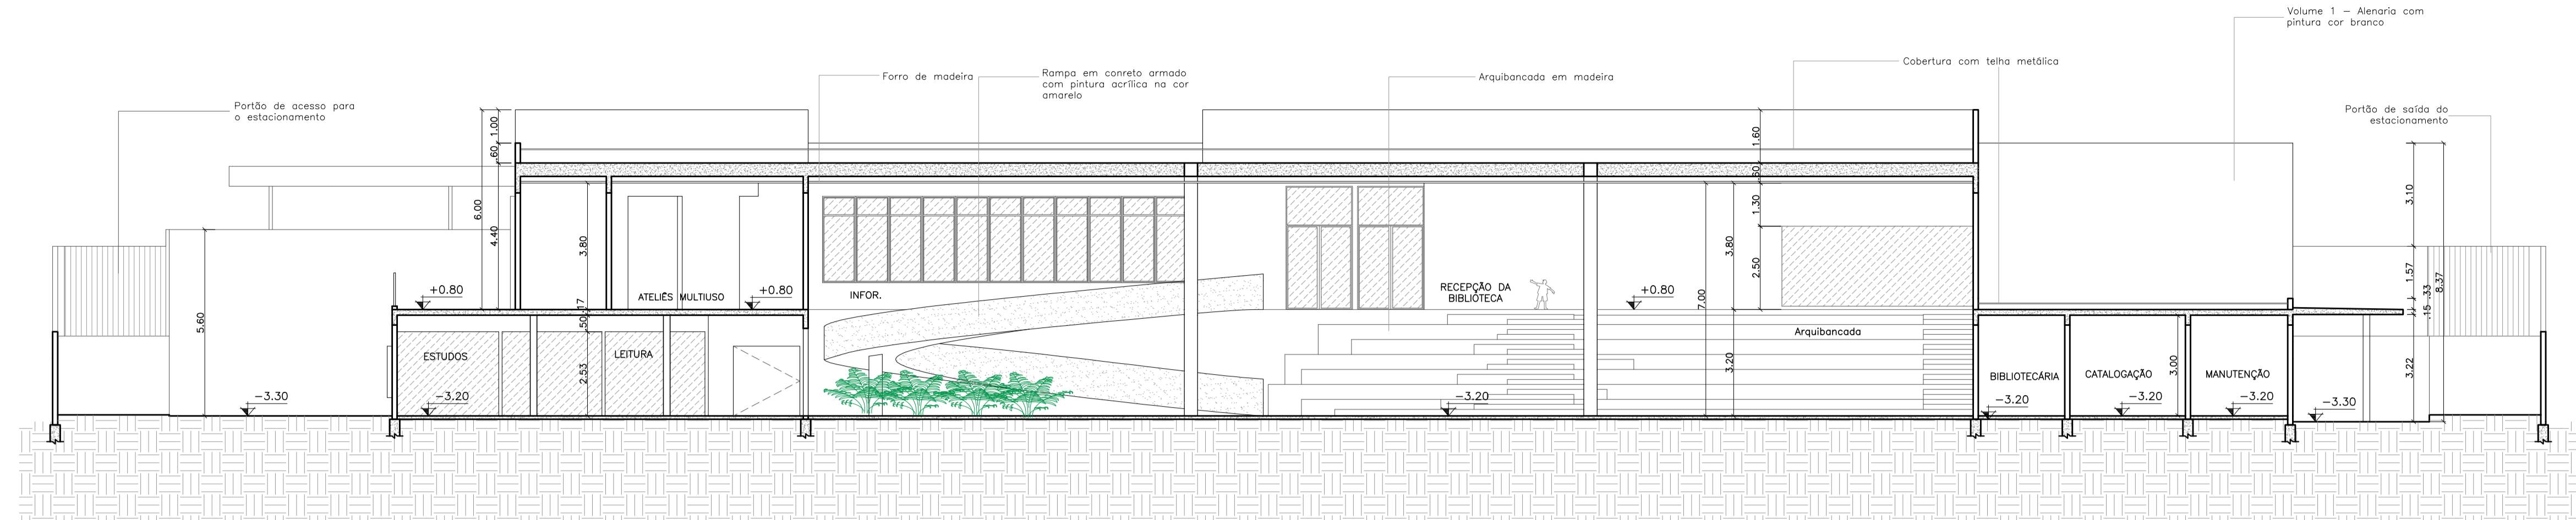 Volume 1 – Alenaria com
pintura cor branco
Cobertura com telha metálica
Forro de madeira
Rampa em conreto armado
com pintura acrílica na cor
amarelo
Arquibancada em madeira
Portão de acesso para
o estacionamento
Portão de saída do
estacionamento
1.00
.60
6.00
4.40
3.80
.17
.50
2.53
5.60
1.60
.60
1.30
3.80
2.50
7.00
3.20
3.10
1.57
.33
.15
8.37
3.22
3.00
+0.80
+0.80
+0.80
ATELIÊS MULTIUSO
INFOR.
RECEPÇÃO DA
BIBLIOTECA
Arquibancada
ESTUDOS
LEITURA
BIBLIOTECÁRIA
CATALOGAÇÃO
MANUTENÇÃO
−3.30
−3.20
−3.20
−3.20
−3.20
−3.20
−3.30